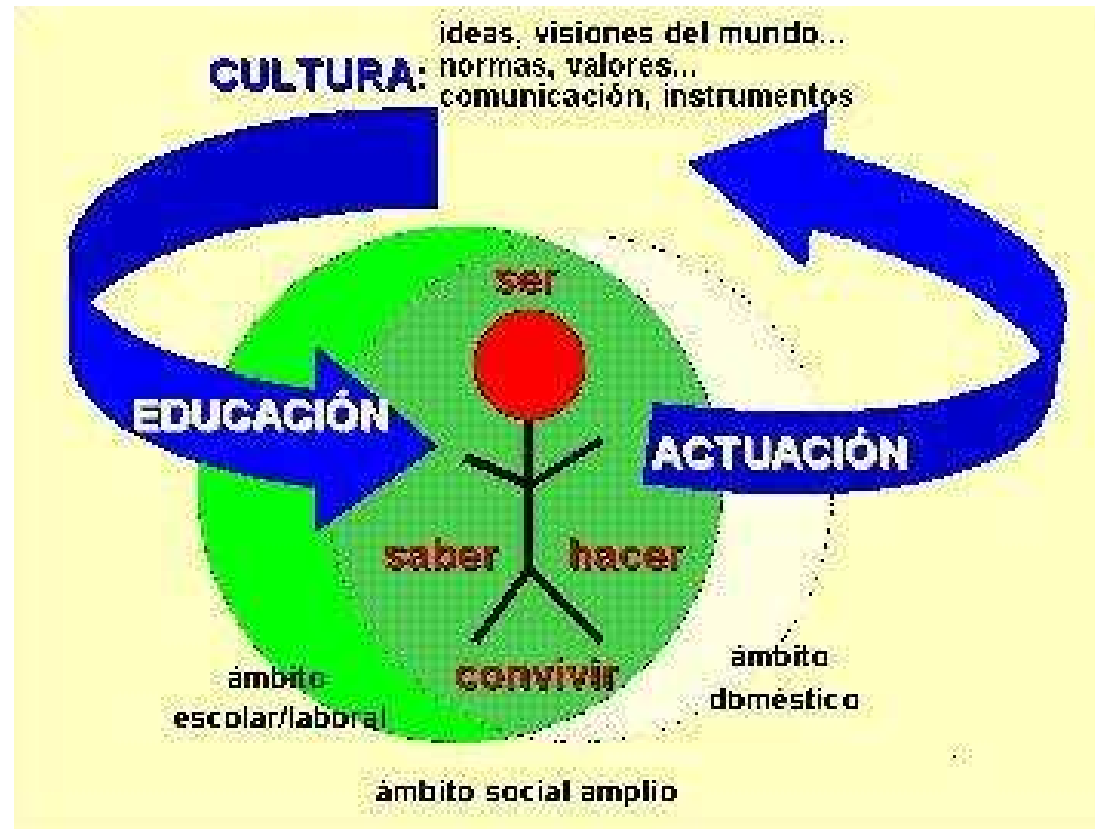 ideas, visiones del mundo...
CULTURA: normas, valores...
comunicación, instrumentos
ser
EDUCACIÓN
ACTUACIÓN
saber hacer
convivir
ámbito
escolar/laboral
ámbito
doméstico
ámbito social amplio